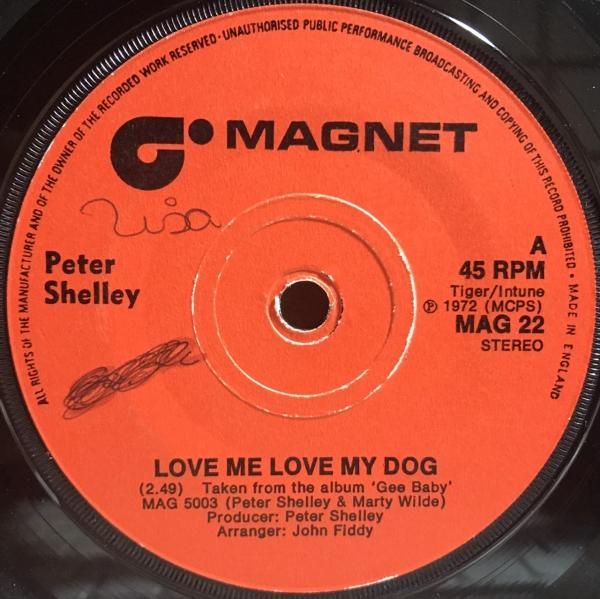 ALL RIGHTS OF THE MANUFACTURER AND OF THE OWNER OF THE RECORDED WORK RESERVED · UNAUTHORISED PUBLIC PERFORMANCE BROADCASTING AND COPYING OF THIS RECORD PROHIBITED · MADE IN ENGLAND
MAGNET
Lisa
Peter
Shelley
A
45 RPM
Tiger/Intune
℗ 1972 (MCPS)
MAG 22
STEREO
LOVE ME LOVE MY DOG
(2.49) Taken from the album 'Gee Baby'
MAG 5003 (Peter Shelley & Marty Wilde)
Producer: Peter Shelley
Arranger: John Fiddy